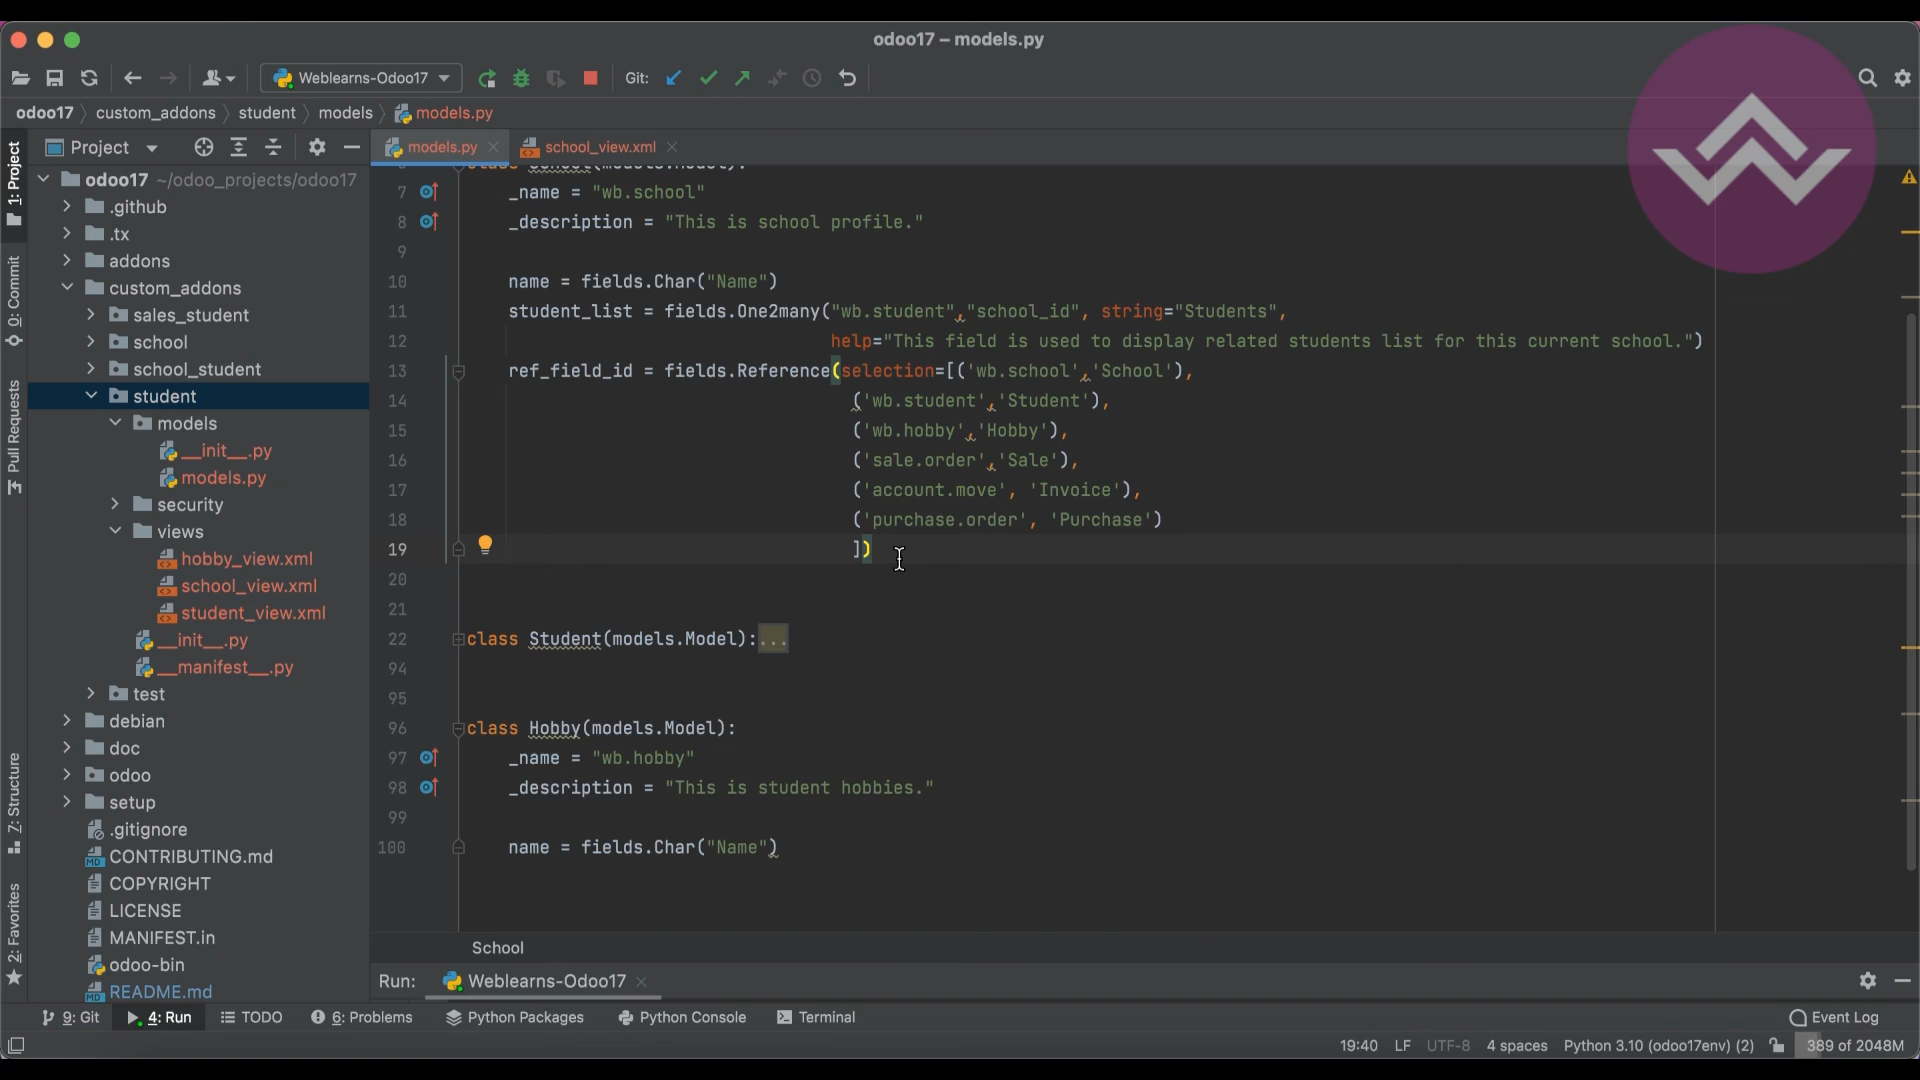 odoo17 – models.py
Weblearns-Odoo17
Git:
odoo17 custom_addons student models models.py
1: Project
0: Commit
Pull Requests
Z: Structure
2: Favorites
Project
odoo17 ~/odoo_projects/odoo17
.github
.tx
addons
custom_addons
sales_student
school
school_student
student
models
__init__.py
models.py
security
views
hobby_view.xml
school_view.xml
student_view.xml
__init__.py
__manifest__.py
test
debian
doc
odoo
setup
.gitignore
CONTRIBUTING.md
COPYRIGHT
LICENSE
MANIFEST.in
odoo-bin
README.md
models.py school_view.xml
7 _name = "wb.school"
8 _description = "This is school profile."
9
10 name = fields.Char("Name")
11 student_list = fields.One2many("wb.student","school_id", string="Students",
12 help="This field is used to display related students list for this current school.")
13 ref_field_id = fields.Reference(selection=[('wb.school','School'),
14 ('wb.student','Student'),
15 ('wb.hobby','Hobby'),
16 ('sale.order','Sale'),
17 ('account.move', 'Invoice'),
18 ('purchase.order', 'Purchase')
19 ])
20
21
22 class Student(models.Model):...
94
95
96 class Hobby(models.Model):
97 _name = "wb.hobby"
98 _description = "This is student hobbies."
99
100 name = fields.Char("Name")
School
Run: Weblearns-Odoo17
9: Git 4: Run TODO 6: Problems Python Packages Python Console Terminal Event Log
19:40 LF UTF-8 4 spaces Python 3.10 (odoo17env) (2) 389 of 2048M